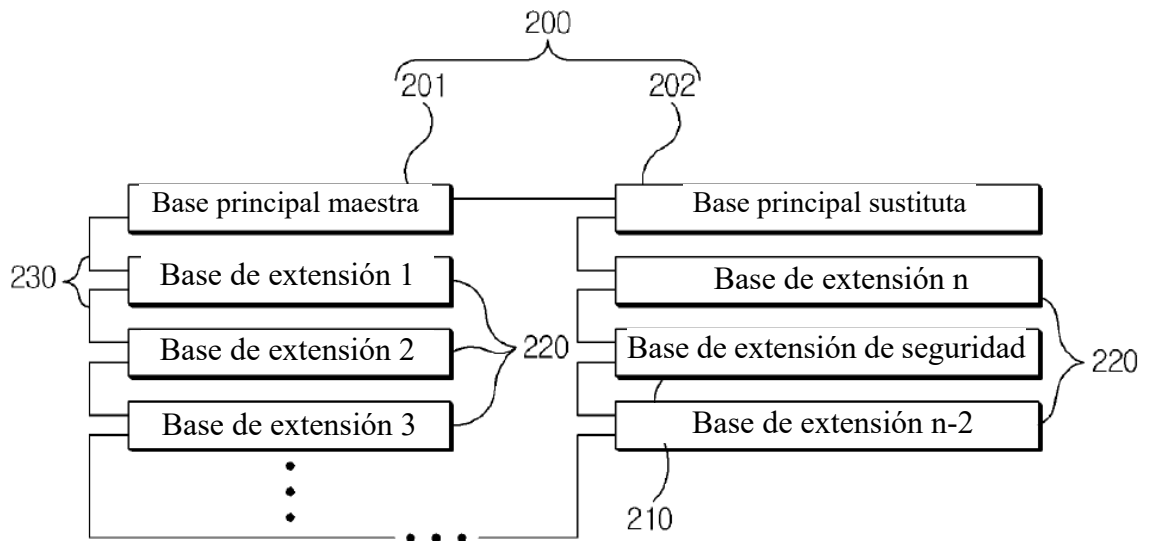 200
201 202
Base principal maestra Base principal sustituta
230 Base de extensión 1 Base de extensión n
Base de extensión 2 220 Base de extensión de seguridad 220
Base de extensión 3 Base de extensión n-2
210